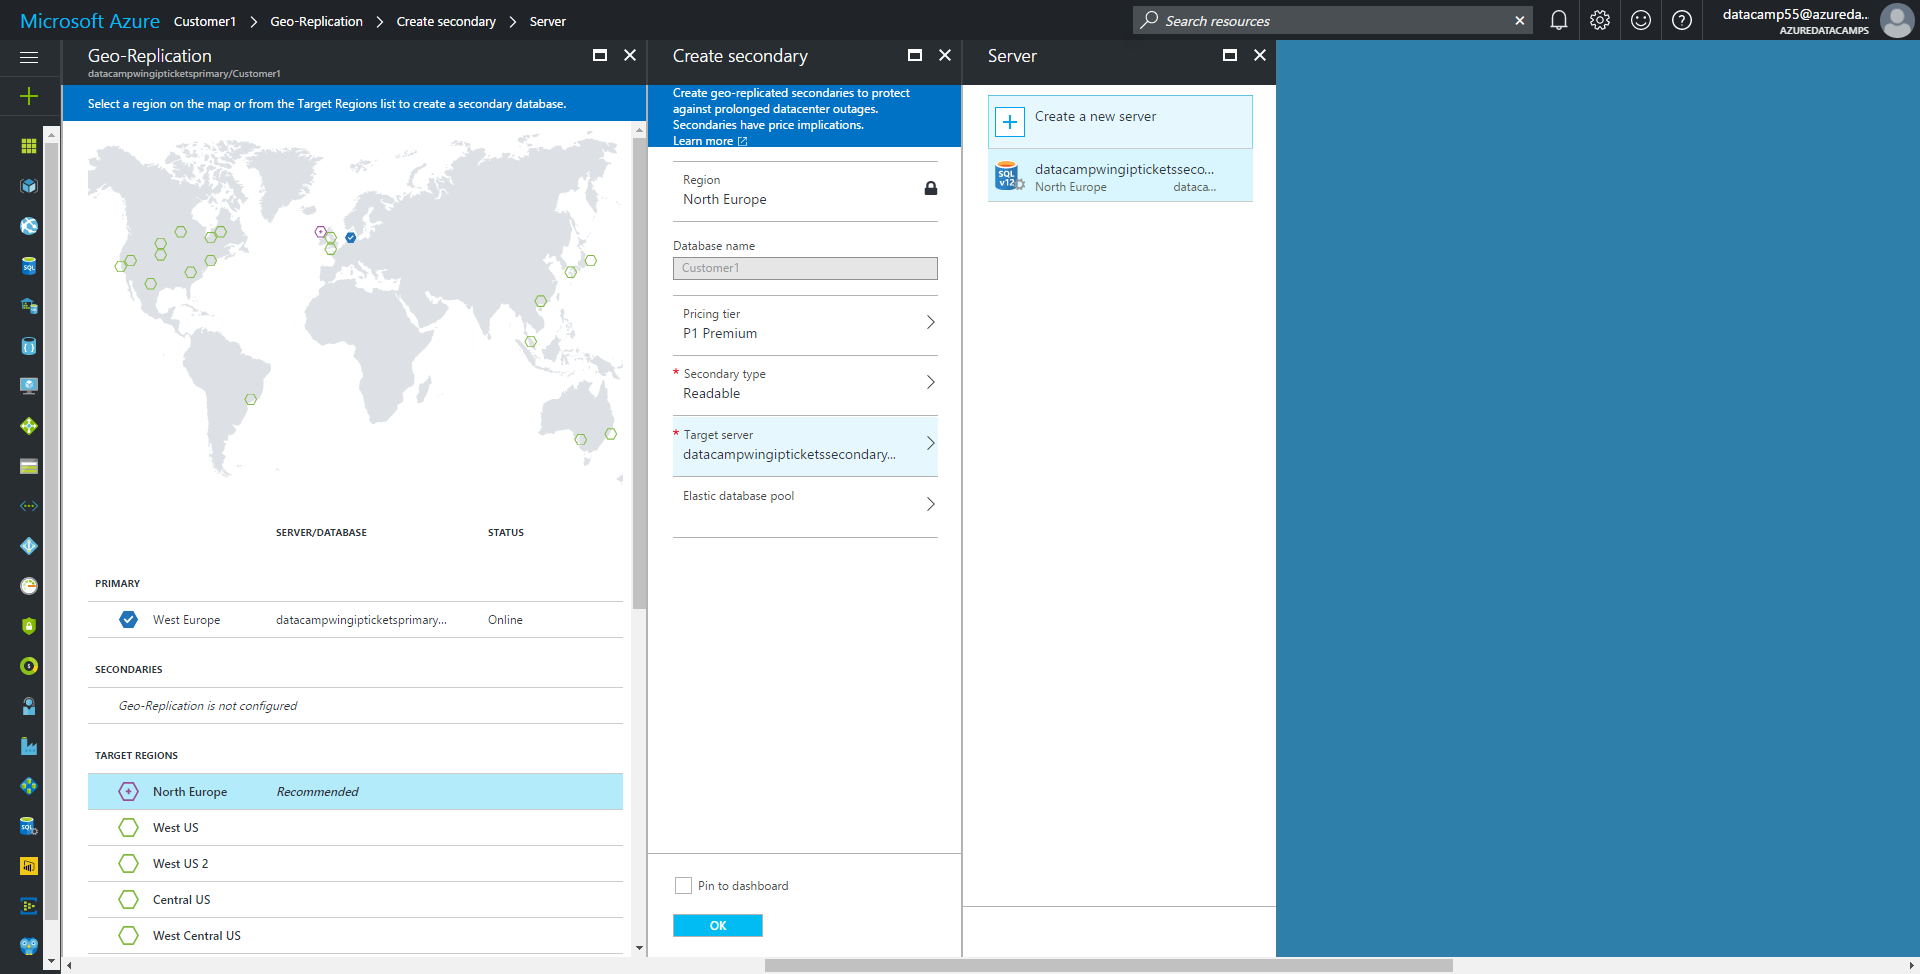 Microsoft Azure Customer1 > Geo-Replication > Create secondary > Server
Search resources
datacamp55@azureda...
AZUREDATACAMPS
Geo-Replication
datacampwingipticketsprimary/Customer1
Select a region on the map or from the Target Regions list to create a secondary database.
SERVER/DATABASE STATUS
PRIMARY
West Europe datacampwingipticketsprimary... Online
SECONDARIES
Geo-Replication is not configured
TARGET REGIONS
North Europe Recommended
West US
West US 2
Central US
West Central US
Create secondary
Create geo-replicated secondaries to protect
against prolonged datacenter outages.
Secondaries have price implications.
Learn more
Region
North Europe
Database name
Customer1
Pricing tier
P1 Premium
* Secondary type
Readable
* Target server
datacampwingipticketssecondary...
Elastic database pool
Pin to dashboard
OK
Server
Create a new server
SQL
v12
datacampwingipticketsseco...
North Europe dataca...